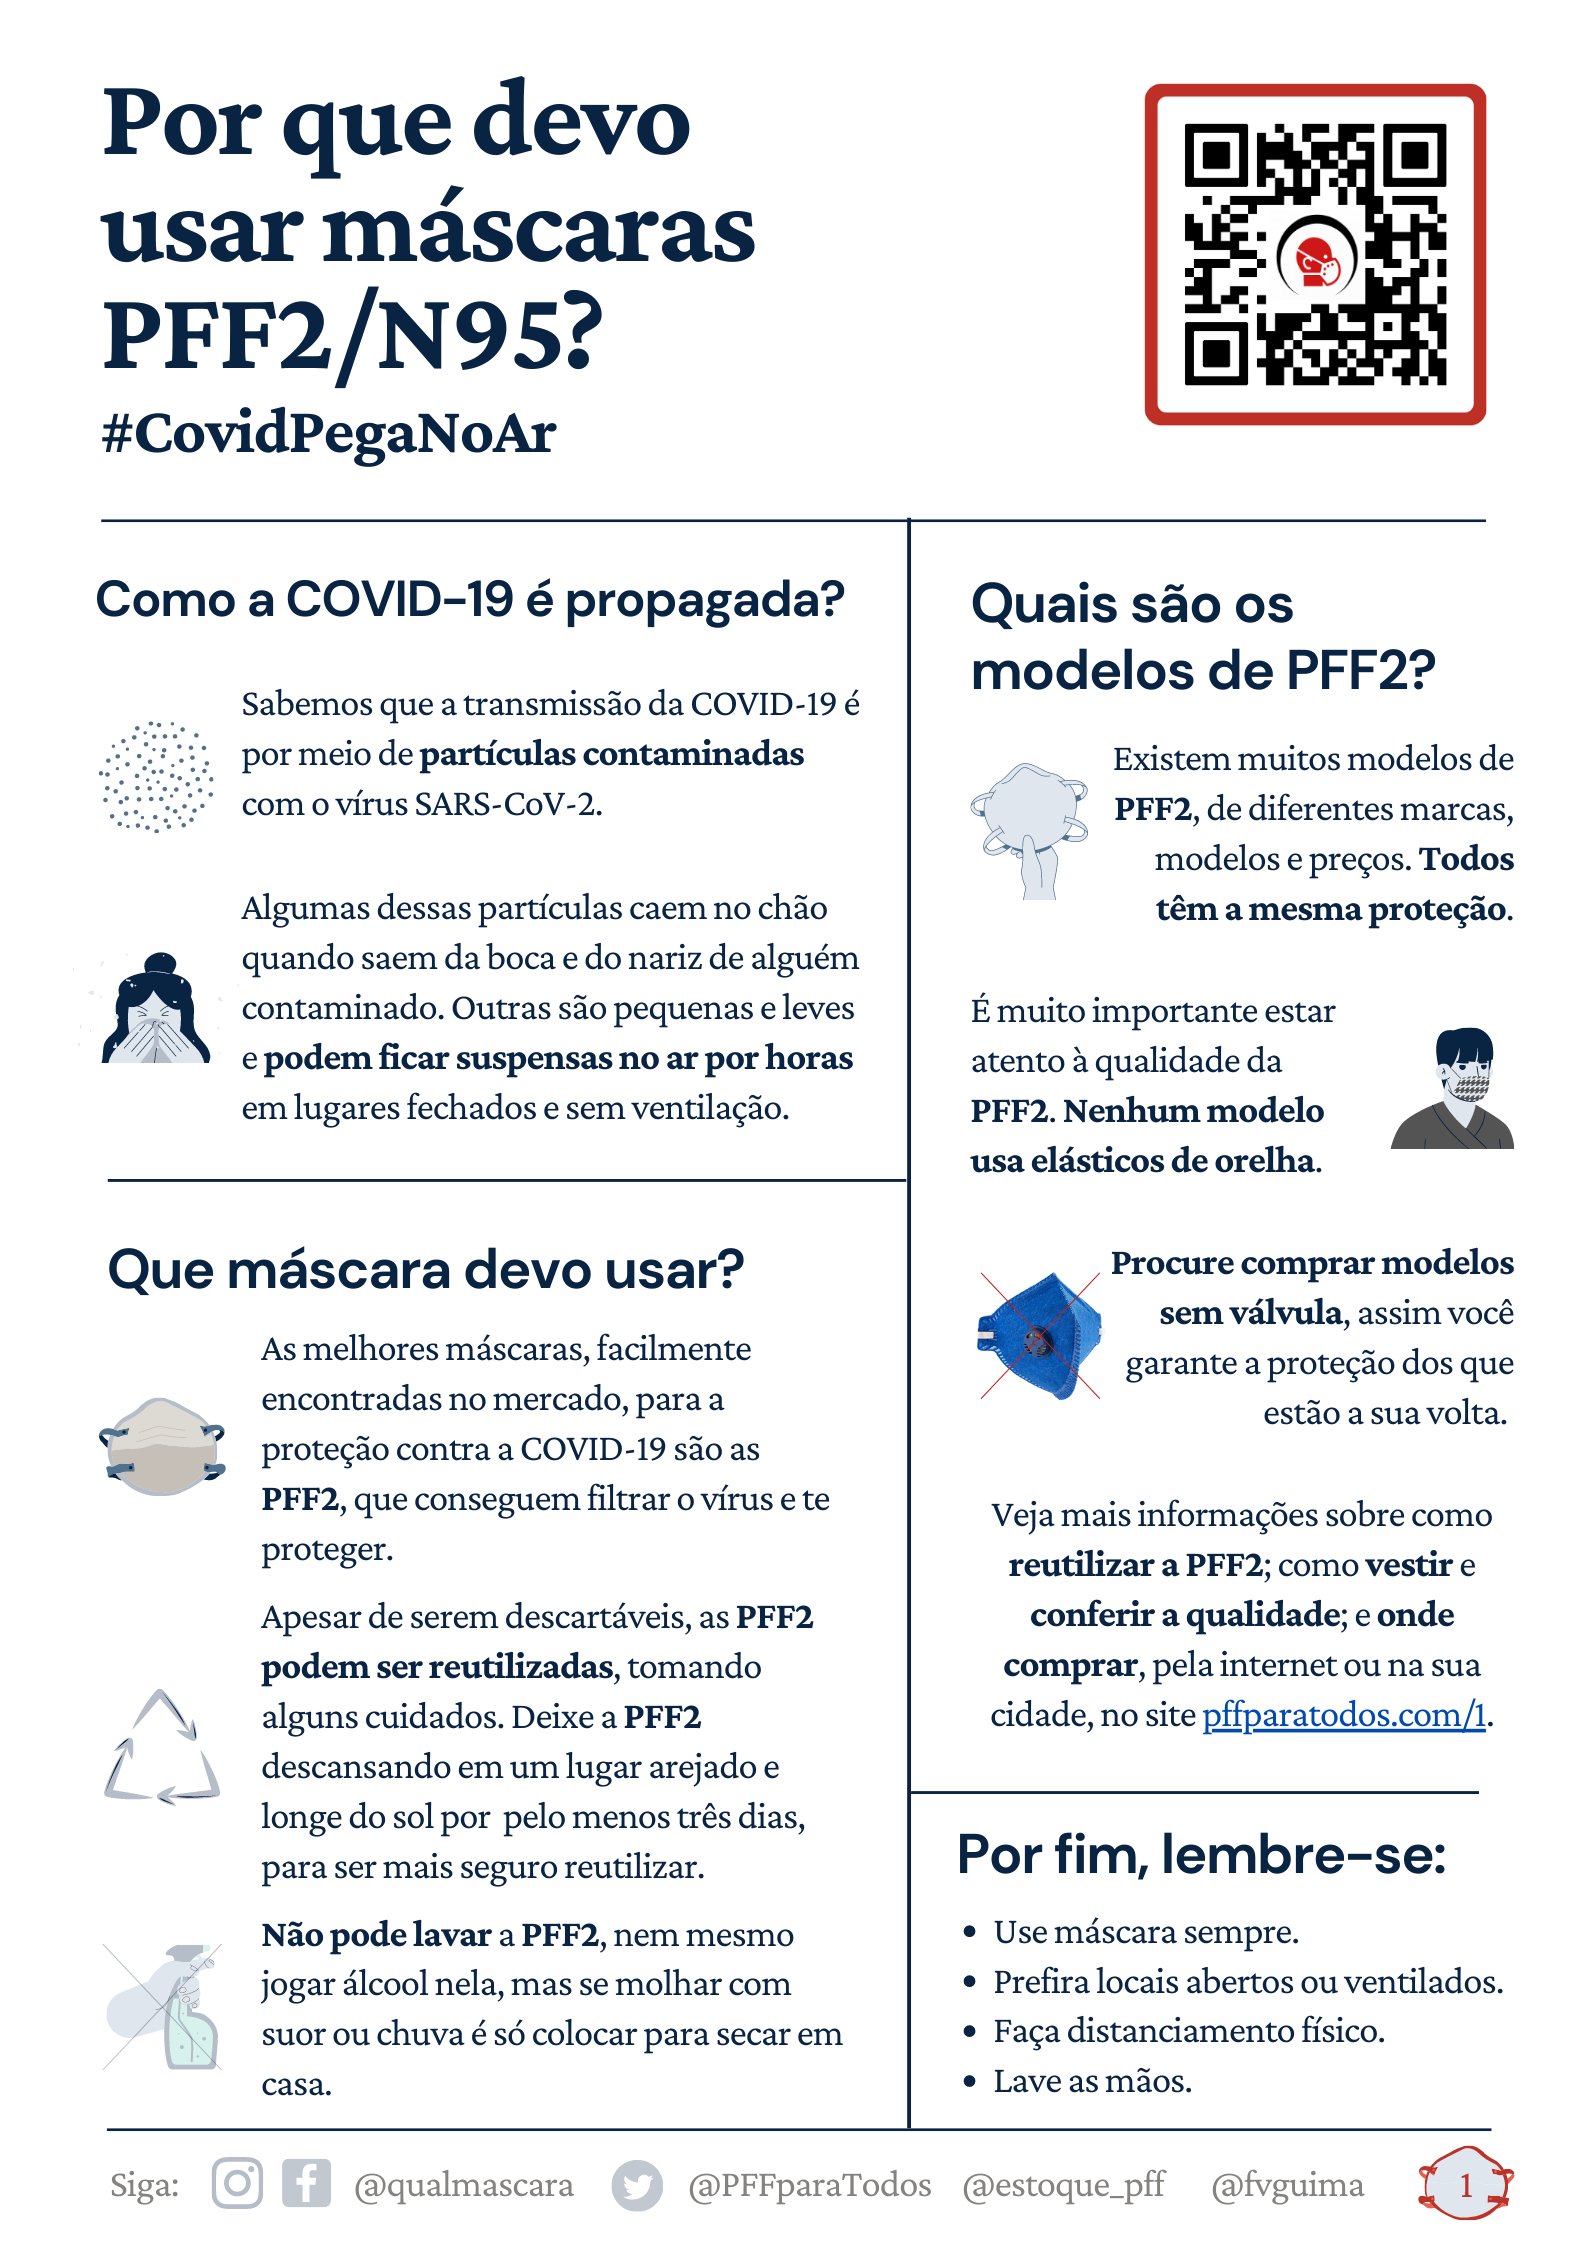 Por que devo
usar máscaras
PFF2/N95?
#CovidPegaNoAr
Como a COVID-19 é propagada?
Sabemos que a transmissão da COVID-19 é
por meio de partículas contaminadas
com o vírus SARS-CoV-2.
Algumas dessas partículas caem no chão
quando saem da boca e do nariz de alguém
contaminado. Outras são pequenas e leves
e podem ficar suspensas no ar por horas
em lugares fechados e sem ventilação.
Que máscara devo usar?
As melhores máscaras, facilmente
encontradas no mercado, para a
proteção contra a COVID-19 são as
PFF2, que conseguem filtrar o vírus e te
proteger.
Apesar de serem descartáveis, as PFF2
podem ser reutilizadas, tomando
alguns cuidados. Deixe a PFF2
descansando em um lugar arejado e
longe do sol por pelo menos três dias,
para ser mais seguro reutilizar.
Não pode lavar a PFF2, nem mesmo
jogar álcool nela, mas se molhar com
suor ou chuva é só colocar para secar em
casa.
Quais são os
modelos de PFF2?
Existem muitos modelos de
PFF2, de diferentes marcas,
modelos e preços. Todos
têm a mesma proteção.
É muito importante estar
atento à qualidade da
PFF2. Nenhum modelo
usa elásticos de orelha.
Procure comprar modelos
sem válvula, assim você
garante a proteção dos que
estão a sua volta.
Veja mais informações sobre como
reutilizar a PFF2; como vestir e
conferir a qualidade; e onde
comprar, pela internet ou na sua
cidade, no site pffparatodos.com/1.
Por fim, lembre-se:
• Use máscara sempre.
• Prefira locais abertos ou ventilados.
• Faça distanciamento físico.
• Lave as mãos.
Siga: @qualmascara @PFFparaTodos @estoque_pff @fvguima 1